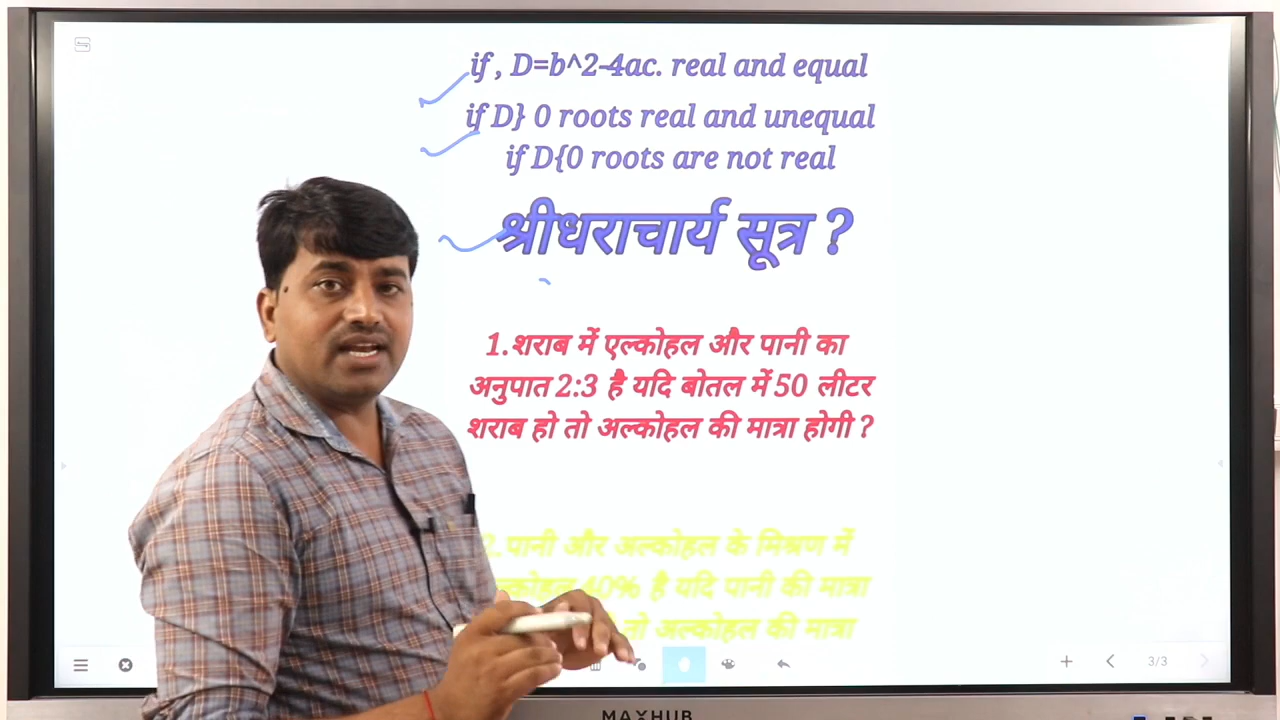 if , D=b^2-4ac. real and equal
if D} 0 roots real and unequal
if D{0 roots are not real
श्रीधराचार्य सूत्र ?
1.शराब में एल्कोहल और पानी का
अनुपात 2:3 है यदि बोतल में 50 लीटर
शराब हो तो अल्कोहल की मात्रा होगी ?
2.पानी और अल्कोहल के मिश्रण में
40% है यदि पानी की मात्रा
तो अल्कोहल की मात्रा
3/3
MAXHUB